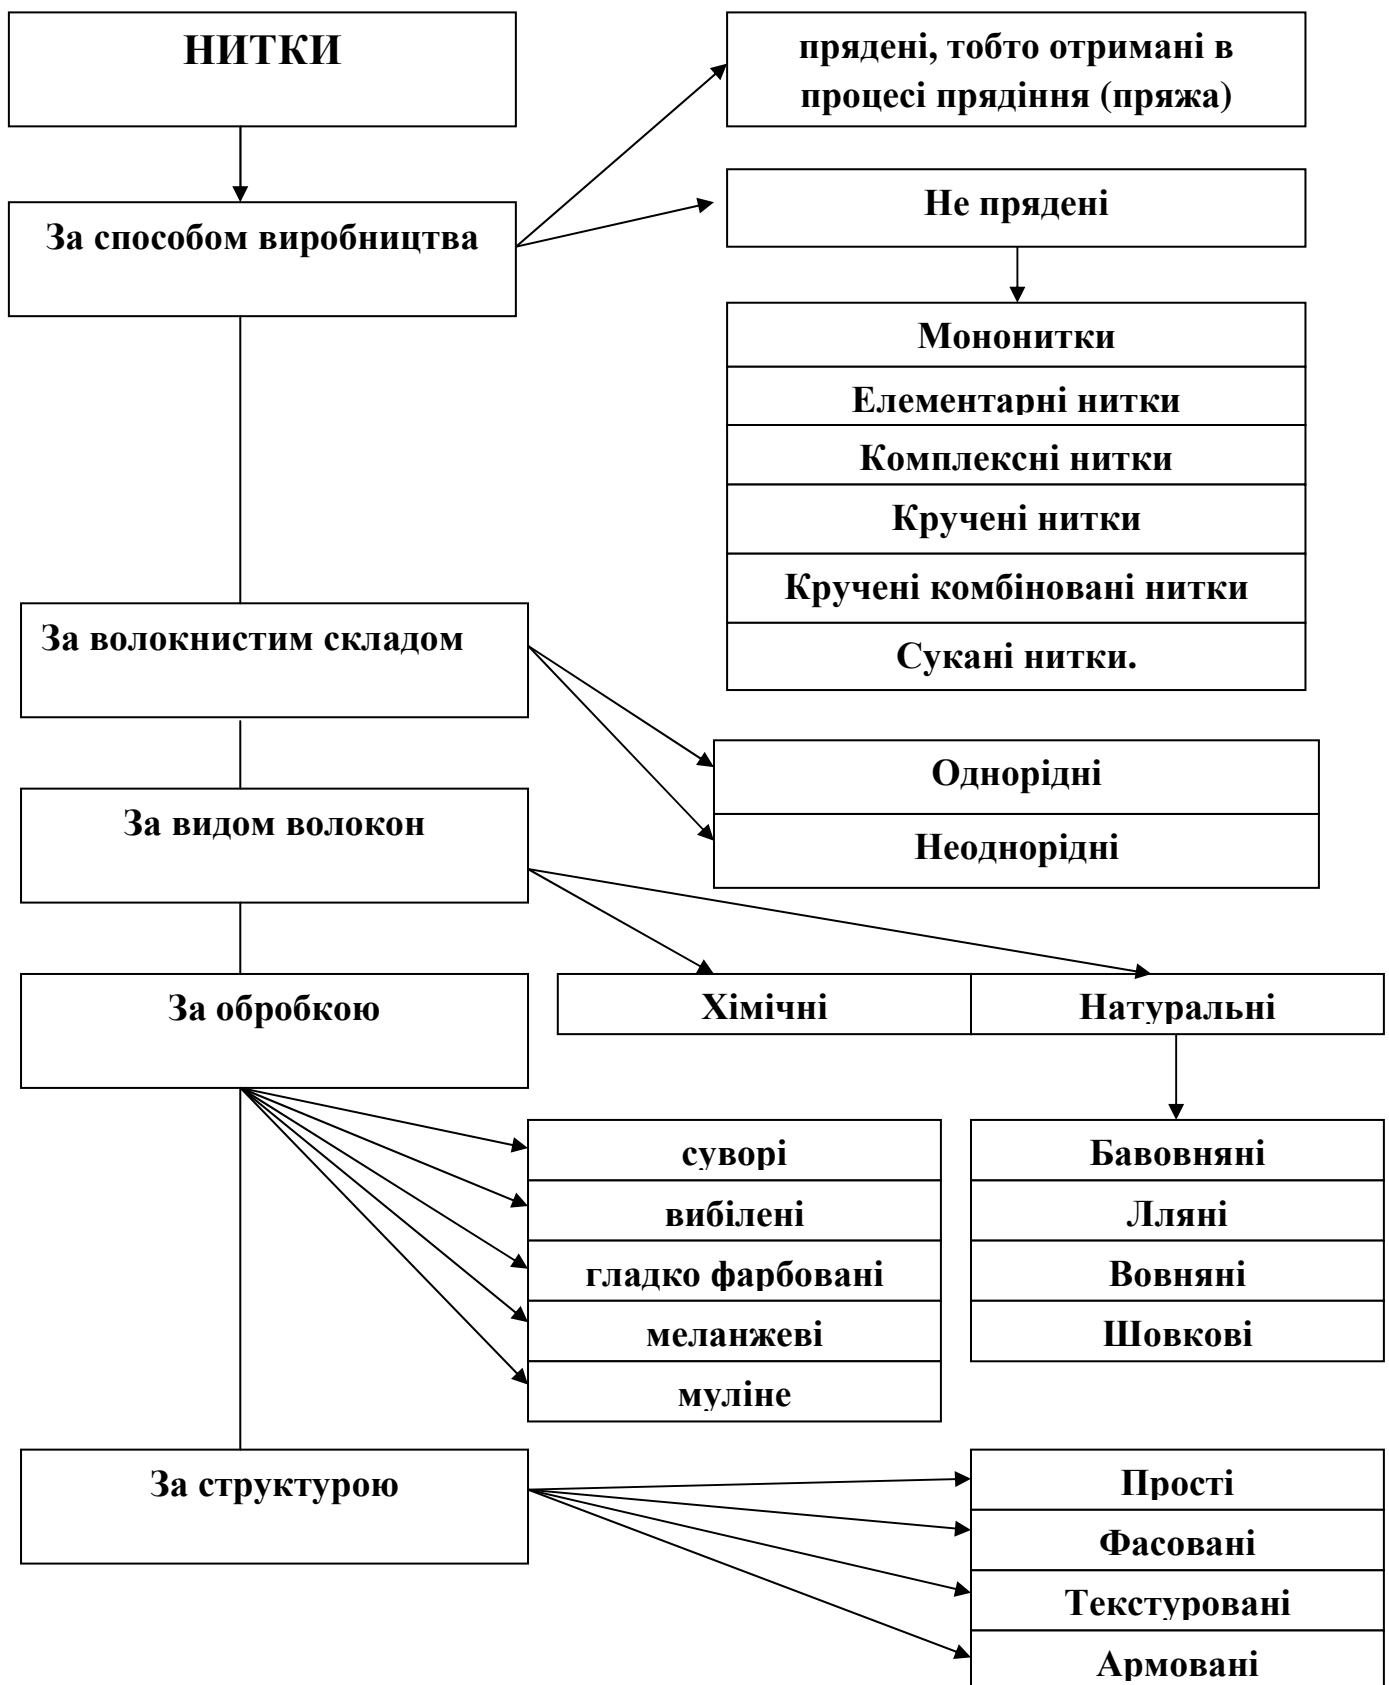 НИТКИ
прядені, тобто отримані в
процесі прядіння (пряжа)
За способом виробництва
Не прядені
Мононитки
Елементарні нитки
Комплексні нитки
Кручені нитки
Кручені комбіновані нитки
Сукані нитки.
За волокнистим складом
Однорідні
Неоднорідні
За видом волокон
Хімічні
Натуральні
За обробкою
суворі
вибілені
гладко фарбовані
меланжеві
муліне
Бавовняні
Лляні
Вовняні
Шовкові
За структурою
Прості
Фасовані
Текстуровані
Армовані